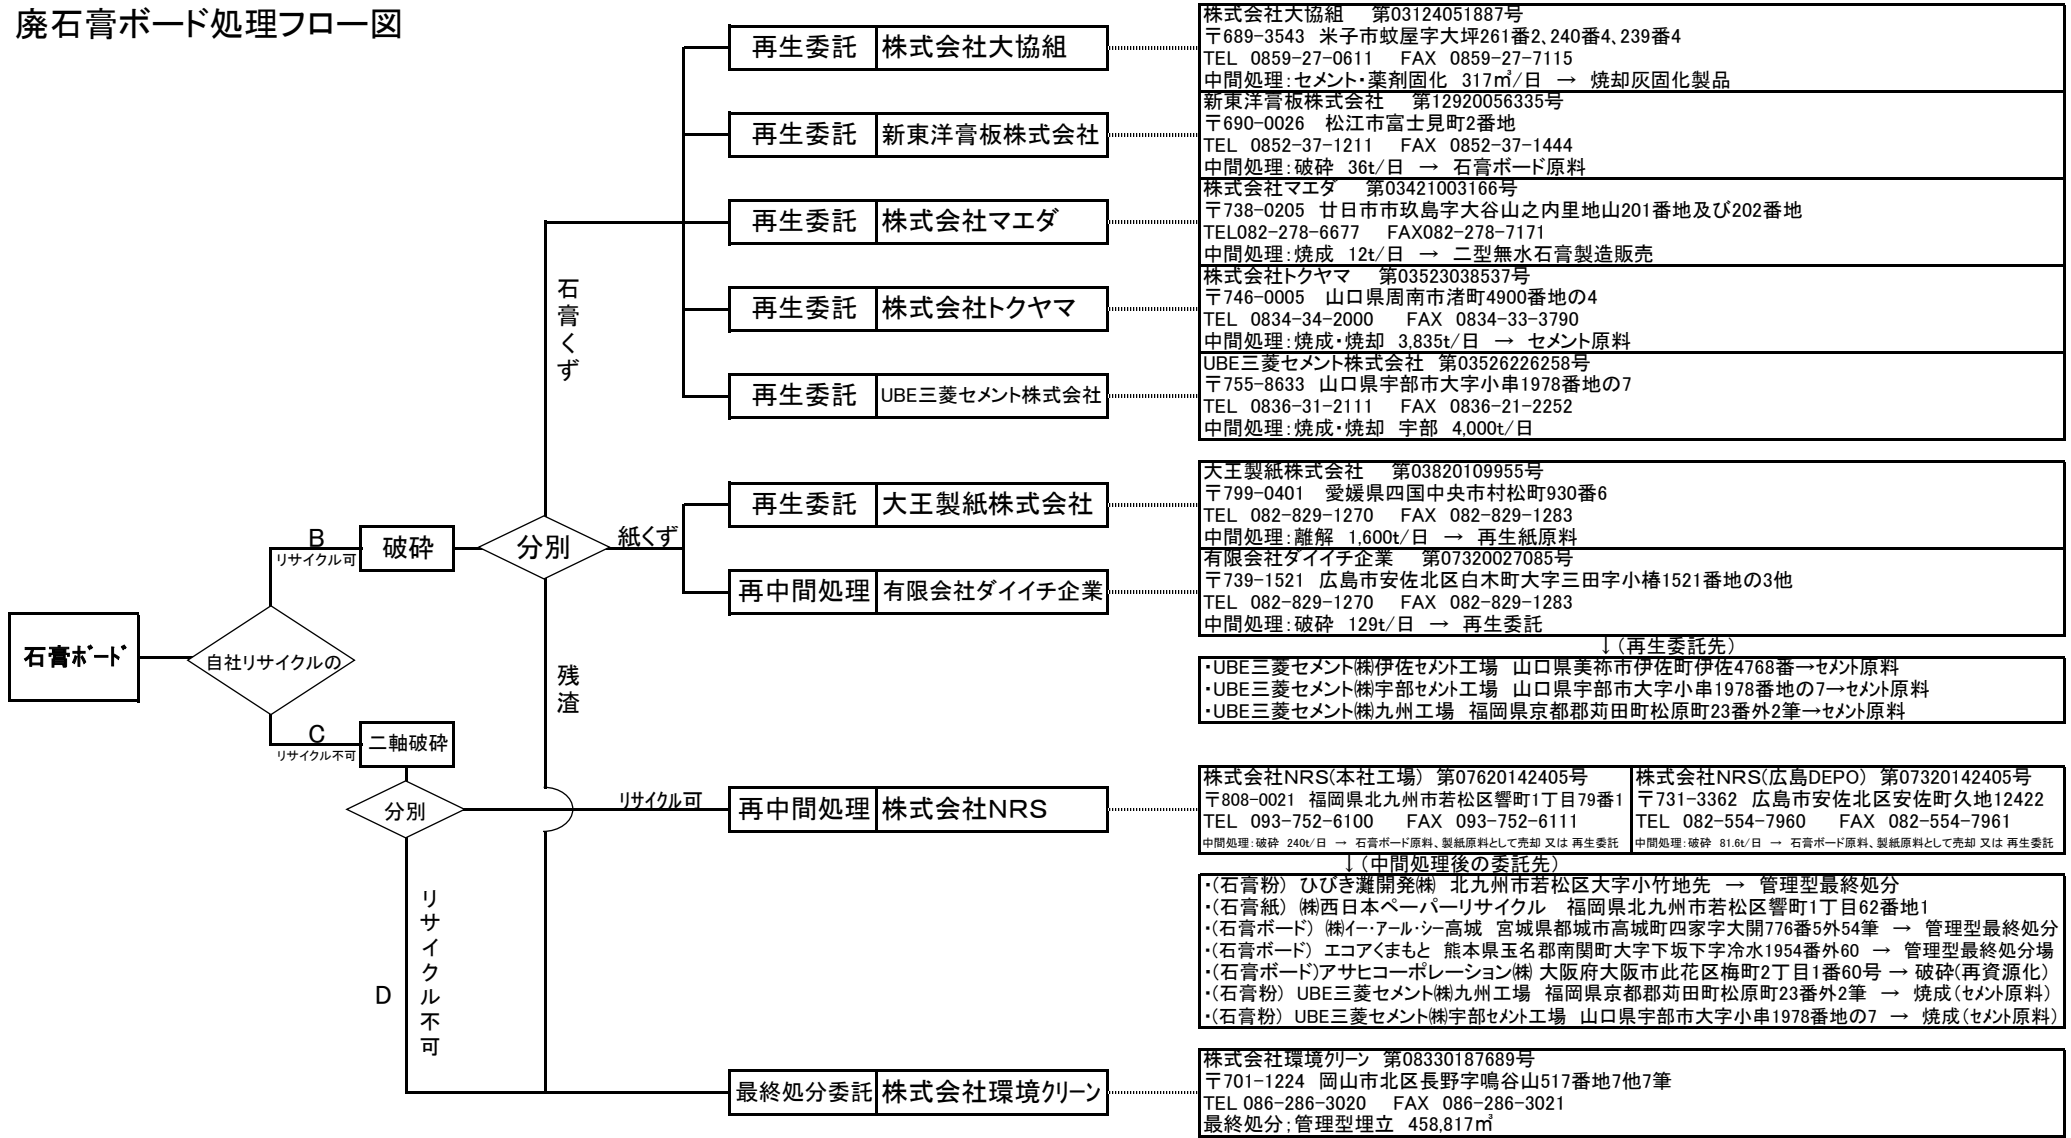 廃石膏ボード処理フロー図
石膏ﾎﾞｰﾄﾞ
自社リサイクルの
B
リサイクル可
破砕
分別
石膏くず
紙くず
残渣
C
リサイクル不可
二軸破砕
分別
リサイクル可
D
リサイクル不可
再生委託 株式会社大協組
再生委託 新東洋膏板株式会社
再生委託 株式会社マエダ
再生委託 株式会社トクヤマ
再生委託 UBE三菱セメント株式会社
再生委託 大王製紙株式会社
再中間処理 有限会社ダイイチ企業
再中間処理 株式会社NRS
最終処分委託 株式会社環境ｸﾘｰﾝ
株式会社大協組 第03124051887号
〒689-3543 米子市蚊屋字大坪261番2、240番4、239番4
TEL 0859-27-0611 FAX 0859-27-7115
中間処理：セメント・薬剤固化 317㎥/日 → 焼却灰固化製品
新東洋膏板株式会社 第12920056335号
〒690-0026 松江市富士見町2番地
TEL 0852-37-1211 FAX 0852-37-1444
中間処理：破砕 36t/日 → 石膏ボード原料
株式会社マエダ 第03421003166号
〒738-0205 廿日市市玖島字大谷山之内里地山201番地及び202番地
TEL082-278-6677 FAX082-278-7171
中間処理：焼成 12t/日 → 二型無水石膏製造販売
株式会社トクヤマ 第03523038537号
〒746-0005 山口県周南市渚町4900番地の4
TEL 0834-34-2000 FAX 0834-33-3790
中間処理：焼成・焼却 3,835t/日 → セメント原料
UBE三菱セメント株式会社 第03526226258号
〒755-8633 山口県宇部市大字小串1978番地の7
TEL 0836-31-2111 FAX 0836-21-2252
中間処理：焼成・焼却 宇部 4,000t/日
大王製紙株式会社 第03820109955号
〒799-0401 愛媛県四国中央市村松町930番6
TEL 082-829-1270 FAX 082-829-1283
中間処理：離解 1,600t/日 → 再生紙原料
有限会社ダイイチ企業 第07320027085号
〒739-1521 広島市安佐北区白木町大字三田字小椿1521番地の3他
TEL 082-829-1270 FAX 082-829-1283
中間処理：破砕 129t/日 → 再生委託
↓（再生委託先）
・UBE三菱セメント㈱伊佐ｾﾒﾝﾄ工場 山口県美祢市伊佐町伊佐4768番→ｾﾒﾝﾄ原料
・UBE三菱セメント㈱宇部ｾﾒﾝﾄ工場 山口県宇部市大字小串1978番地の7→ｾﾒﾝﾄ原料
・UBE三菱セメント㈱九州工場 福岡県京都郡苅田町松原町23番外2筆→ｾﾒﾝﾄ原料
株式会社NRS(本社工場) 第07620142405号
〒808-0021 福岡県北九州市若松区響町1丁目79番1
TEL 093-752-6100 FAX 093-752-6111
中間処理：破砕 240t/日 → 石膏ボード原料、製紙原料として売却 又は 再生委託
株式会社NRS(広島DEPO) 第07320142405号
〒731-3362 広島市安佐北区安佐町久地12422
TEL 082-554-7960 FAX 082-554-7961
中間処理：破砕 81.6t/日 → 石膏ボード原料、製紙原料として売却 又は 再生委託
↓（中間処理後の委託先）
・(石膏粉) ひびき灘開発㈱ 北九州市若松区大字小竹地先 → 管理型最終処分
・(石膏紙) ㈱西日本ペーパーリサイクル 福岡県北九州市若松区響町1丁目62番地1
・(石膏ボード) ㈱ｲｰ･ｱｰﾙ･ｼｰ高城 宮城県都城市高城町四家字大開776番5外54筆 → 管理型最終処分
・(石膏ボード) エコアくまもと 熊本県玉名郡南関町大字下坂下字冷水1954番外60 → 管理型最終処分場
・(石膏ボード)アサヒコーポレーション㈱ 大阪府大阪市此花区梅町2丁目1番60号 → 破砕(再資源化)
・(石膏粉) UBE三菱セメント㈱九州工場 福岡県京都郡苅田町松原町23番外2筆 → 焼成(ｾﾒﾝﾄ原料)
・(石膏粉) UBE三菱セメント㈱宇部ｾﾒﾝﾄ工場 山口県宇部市大字小串1978番地の7 → 焼成(ｾﾒﾝﾄ原料)
株式会社環境ｸﾘｰﾝ 第08330187689号
〒701-1224 岡山市北区長野字鳴谷山517番地7他7筆
TEL 086-286-3020 FAX 086-286-3021
最終処分；管理型埋立 458,817㎥